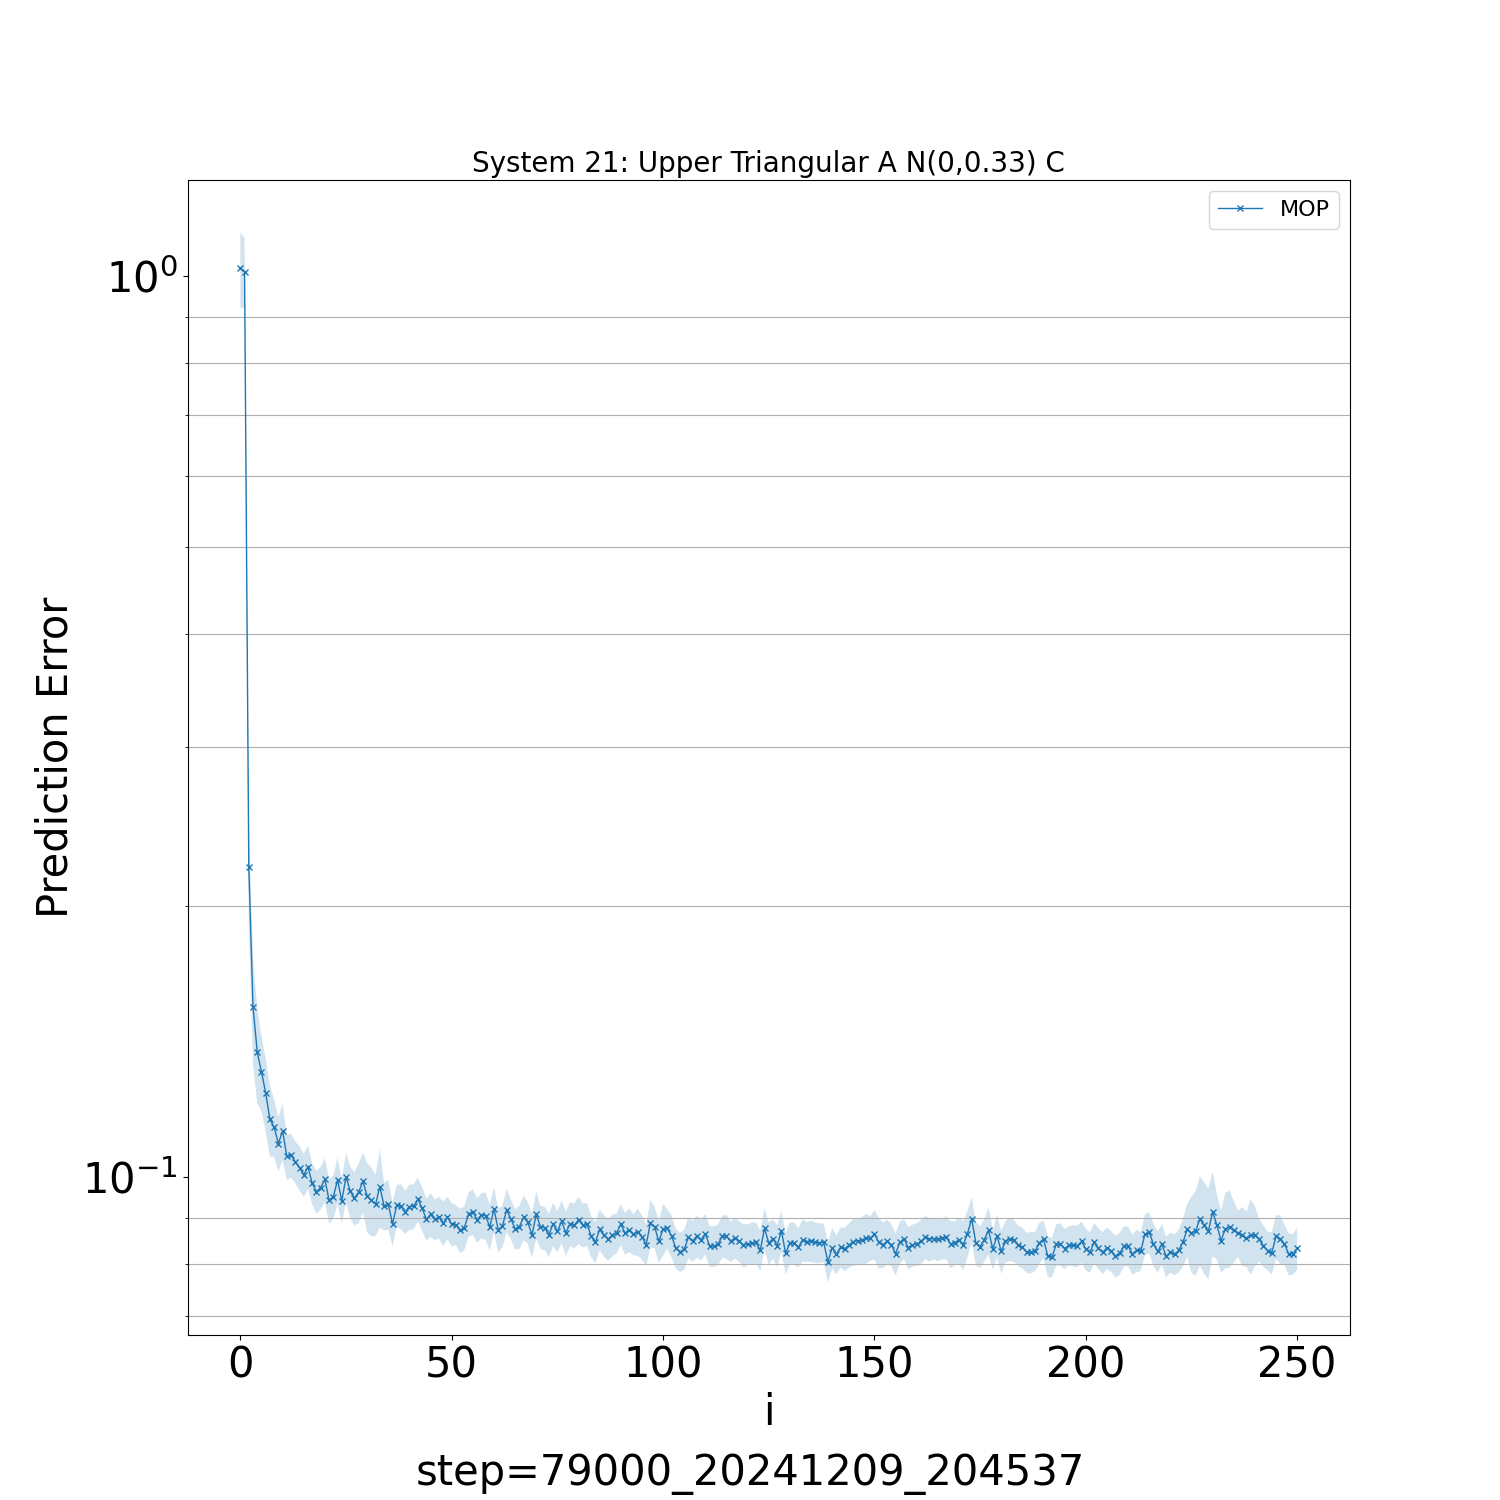 System 21: Upper Triangular A N(0,0.33) C
MOP
10⁰
10⁻¹
Prediction Error
0 50 100 150 200 250
i
step=79000_20241209_204537